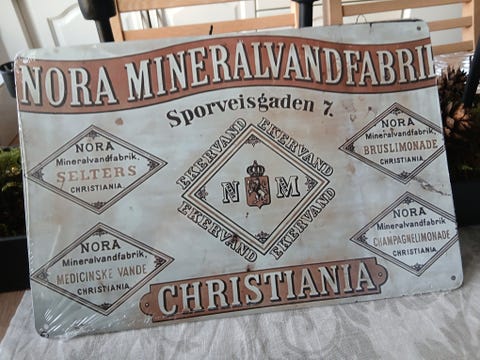 NORA MINERALVANDFABRIK
Sporveisgaden 7.
NORA
Mineralvandfabrik,
SELTERS
CHRISTIANIA
NORA
Mineralvandfabrik,
BRUSLIMONADE
CHRISTIANIA
EKERVAND
EKERVAND
N M
EKERVAND
EKERVAND
NORA
Mineralvandfabrik,
MEDICINSKE VANDE
CHRISTIANIA
NORA
Mineralvandfabrik,
CHAMPAGNELIMONADE
CHRISTIANIA.
CHRISTIANIA